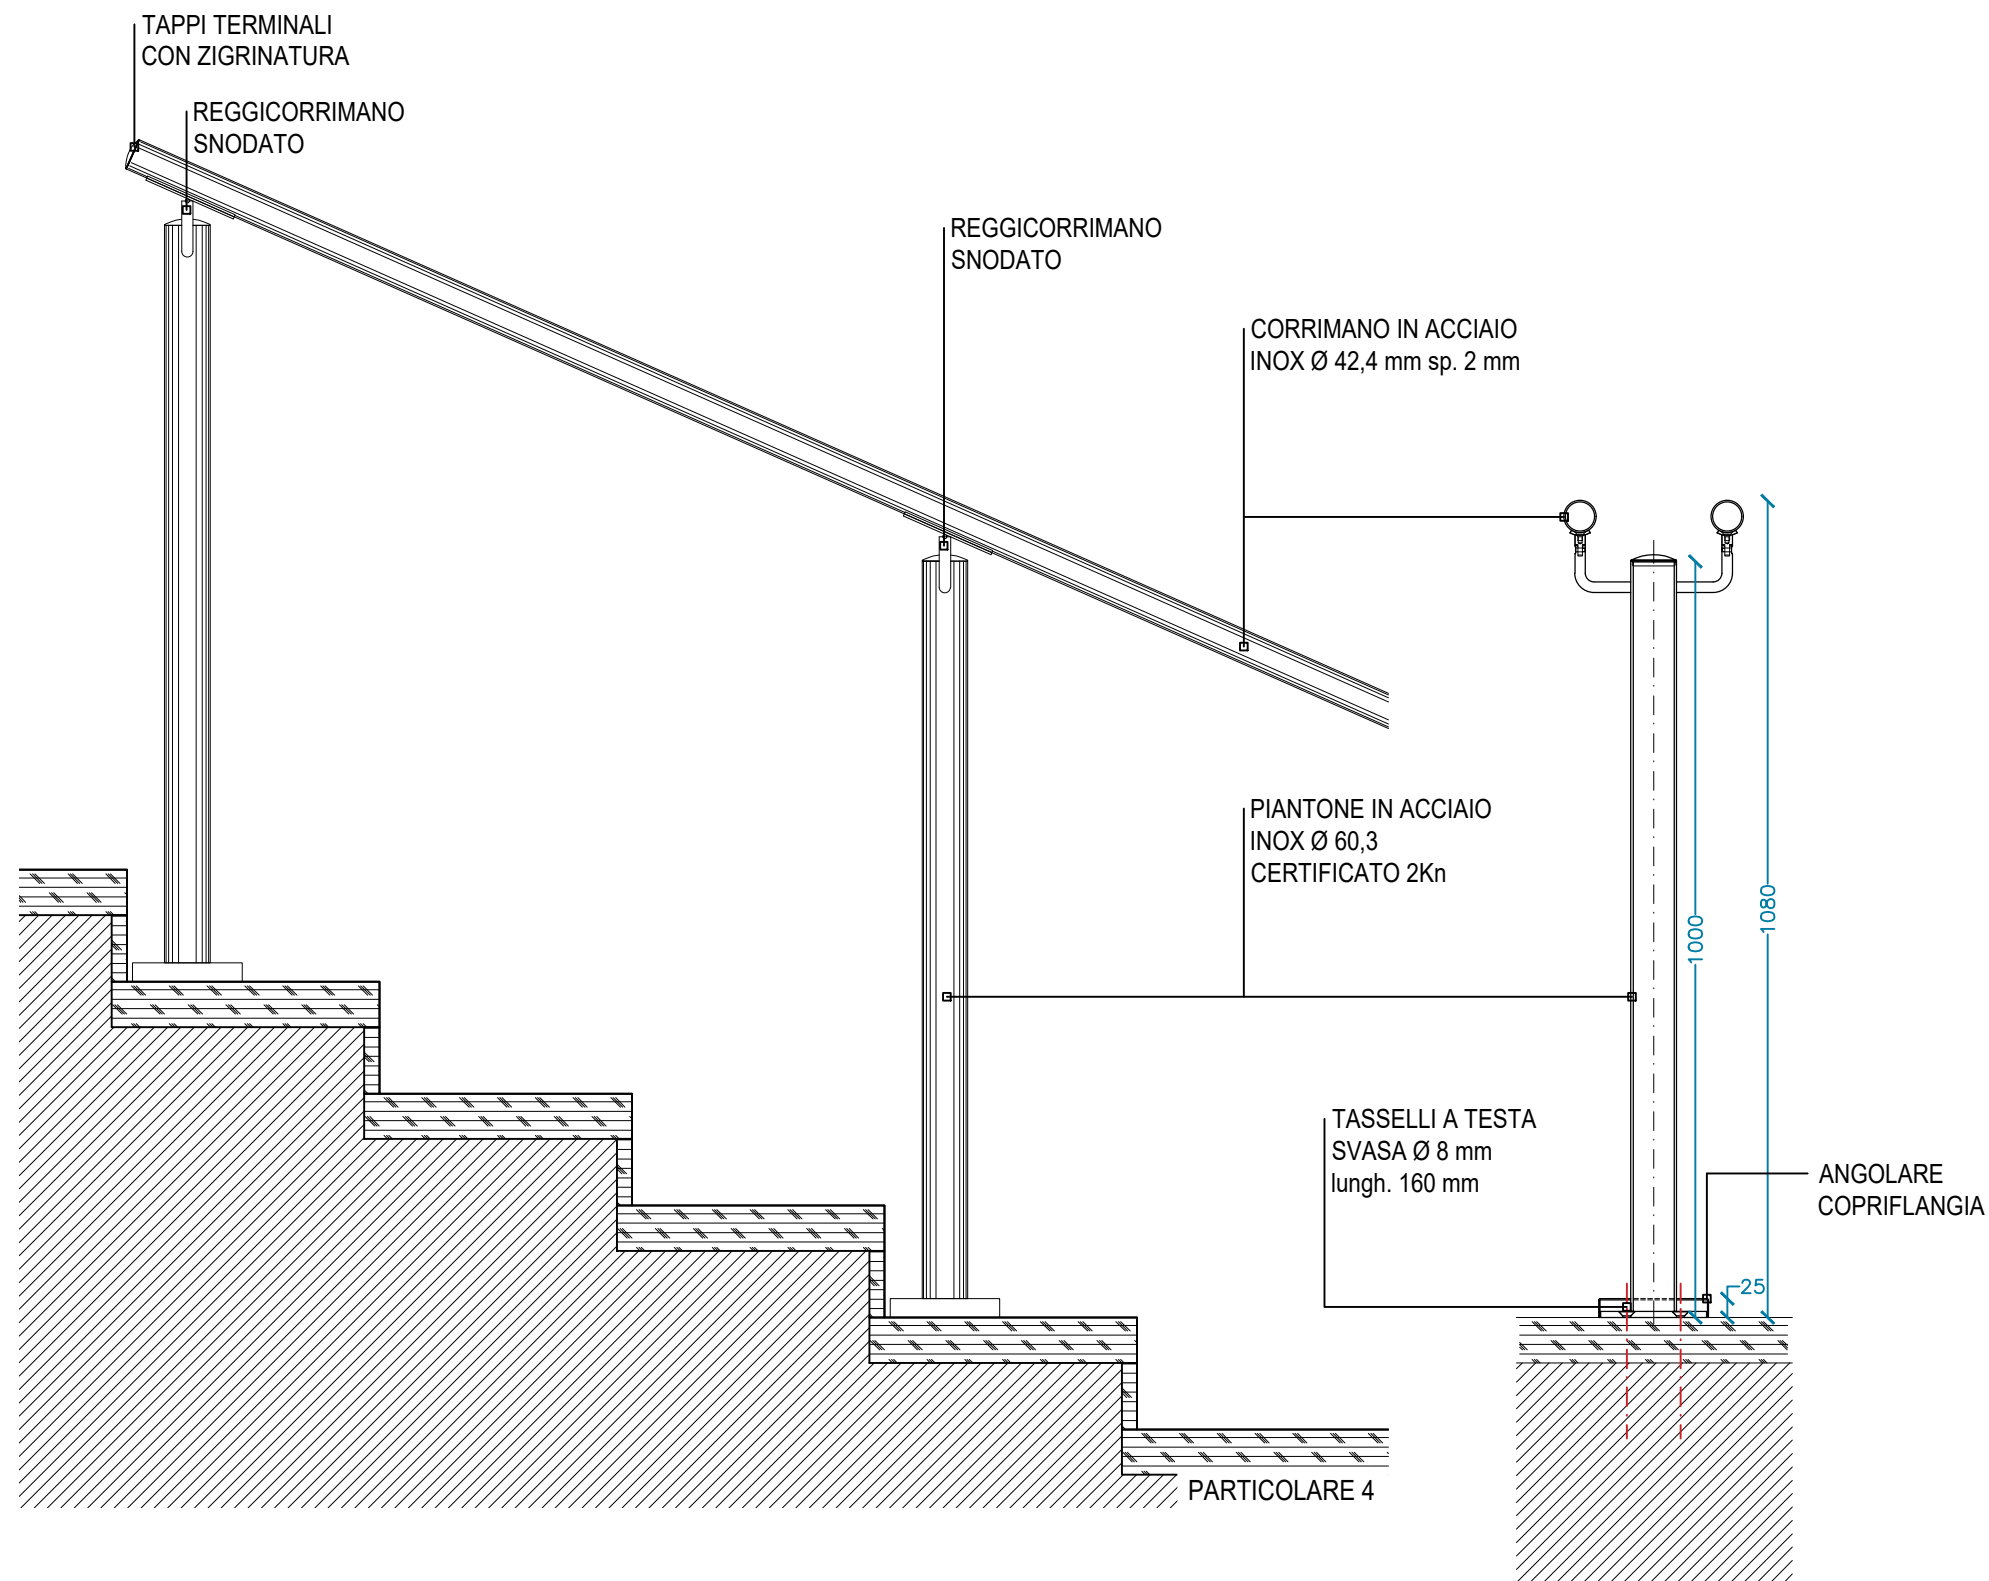 TAPPI TERMINALI
CON ZIGRINATURA
REGGICORRIMANO
SNODATO
REGGICORRIMANO
SNODATO
CORRIMANO IN ACCIAIO
INOX Ø 42,4 mm sp. 2 mm
PIANTONE IN ACCIAIO
INOX Ø 60,3
CERTIFICATO 2Kn
1000
1080
TASSELLI A TESTA
SVASA Ø 8 mm
lungh. 160 mm
ANGOLARE
COPRIFLANGIA
25
PARTICOLARE 4